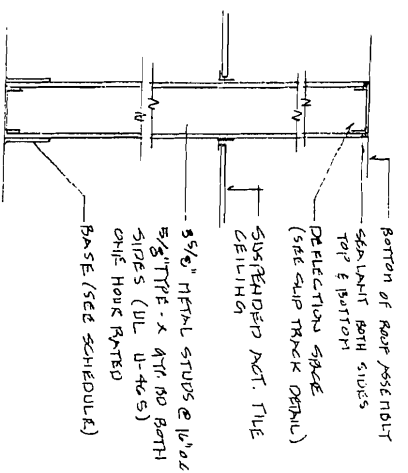 BOTTOM OF ROOF ASSEMBLY
SEALANT BOTH SIDES
TOP & BOTTOM
DEFLECTION SPACE
(SEE SLIP TRACK DETAIL)
SUSPENDED ACT. TILE
CEILING
3 5/8" METAL STUDS @ 16" O.C
5/8" TYPE-X GYP BD BOTH
SIDES (UL U-465)
ONE HOUR RATED
BASE (SEE SCHEDULE)